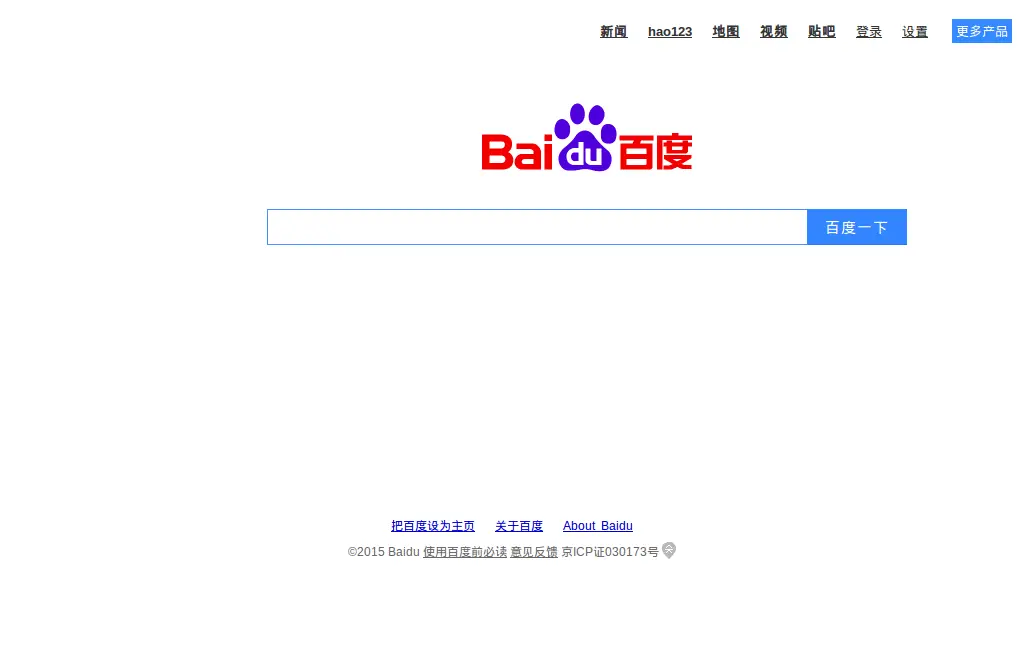 新闻 hao123 地图 视频 贴吧 登录 设置 更多产品
Bai du 百度
百度一下
把百度设为主页 关于百度 About Baidu
©2015 Baidu 使用百度前必读 意见反馈 京ICP证030173号